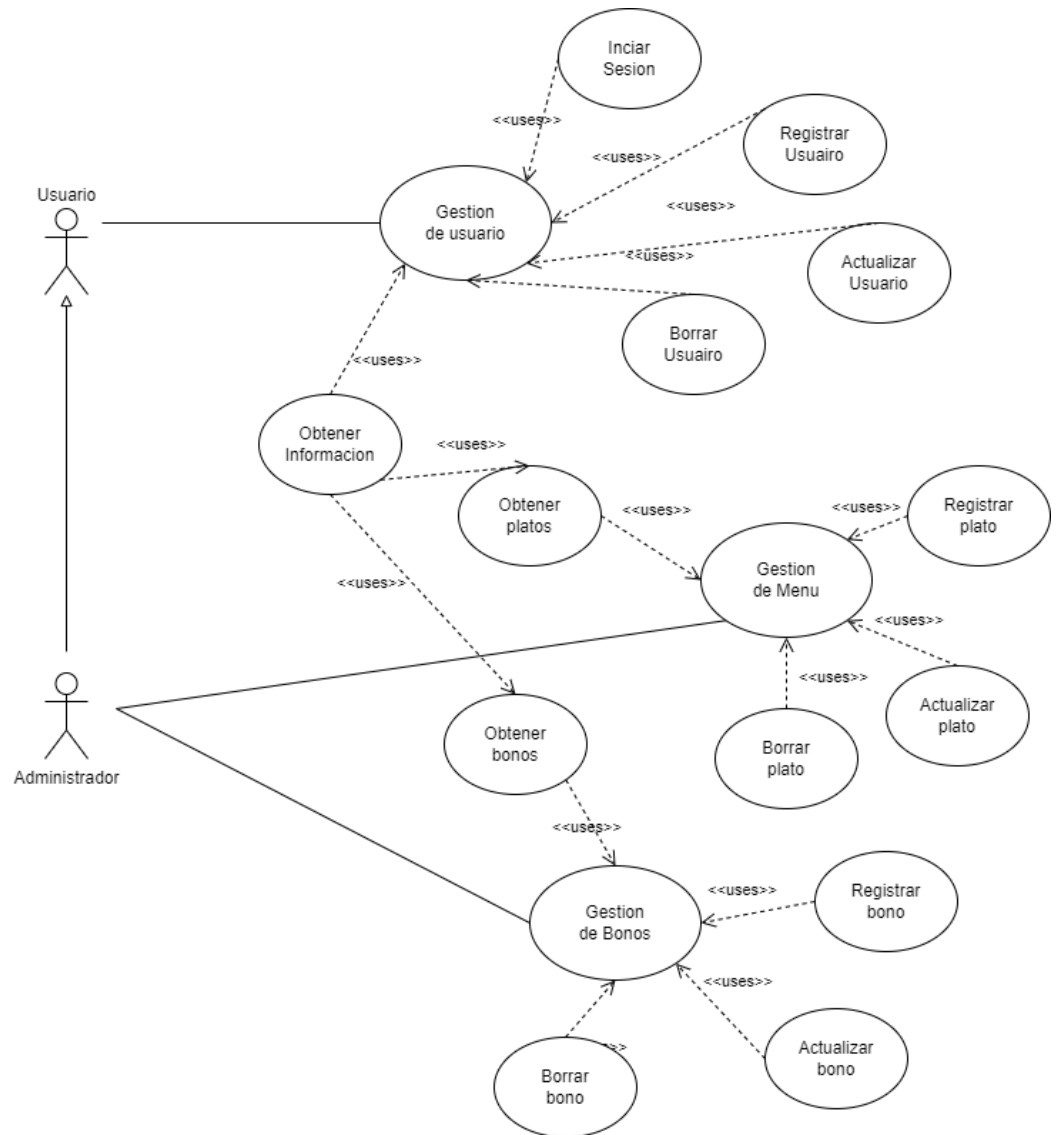 Inciar
Sesion
<<uses>>
Registrar
Usuairo
<<uses>>
Usuario
Gestion
de usuario
<<uses>>
<<uses>>
Actualizar
Usuario
Borrar
Usuairo
<<uses>>
Obtener
Informacion
<<uses>>
Obtener
platos
<<uses>>
Registrar
plato
<<uses>>
Gestion
de Menu
<<uses>>
<<uses>>
<<uses>>
Actualizar
plato
Borrar
plato
Administrador
Obtener
bonos
<<uses>>
Gestion
de Bonos
<<uses>>
Registrar
bono
<<uses>>
Actualizar
bono
Borrar
bono